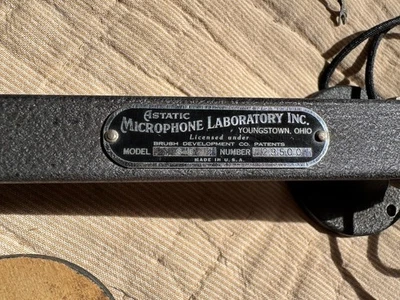 ASTATIC
MICROPHONE LABORATORY INC.
YOUNGSTOWN, OHIO
Licensed under
BRUSH DEVELOPMENT CO. PATENTS
MODEL NUMBER
MADE IN U.S.A.